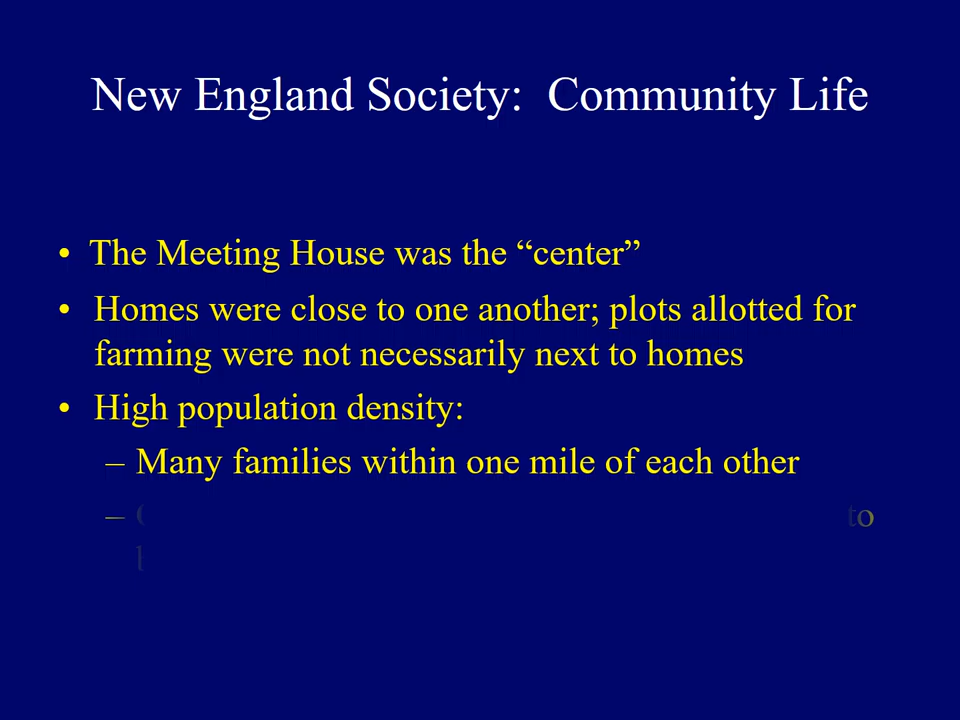 New England Society: Community Life
• The Meeting House was the “center”
• Homes were close to one another; plots allotted for
farming were not necessarily next to homes
• High population density:
– Many families within one mile of each other
– to